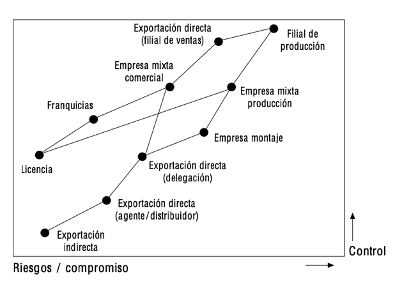 Exportación directa
(filial de ventas)
Filial de
producción
Empresa mixta
comercial
Franquicias
Empresa mixta
producción
Empresa montaje
Licencia
Exportación directa
(delegación)
Exportación directa
(agente/distribuidor)
Exportación
indirecta
Control
Riesgos / compromiso